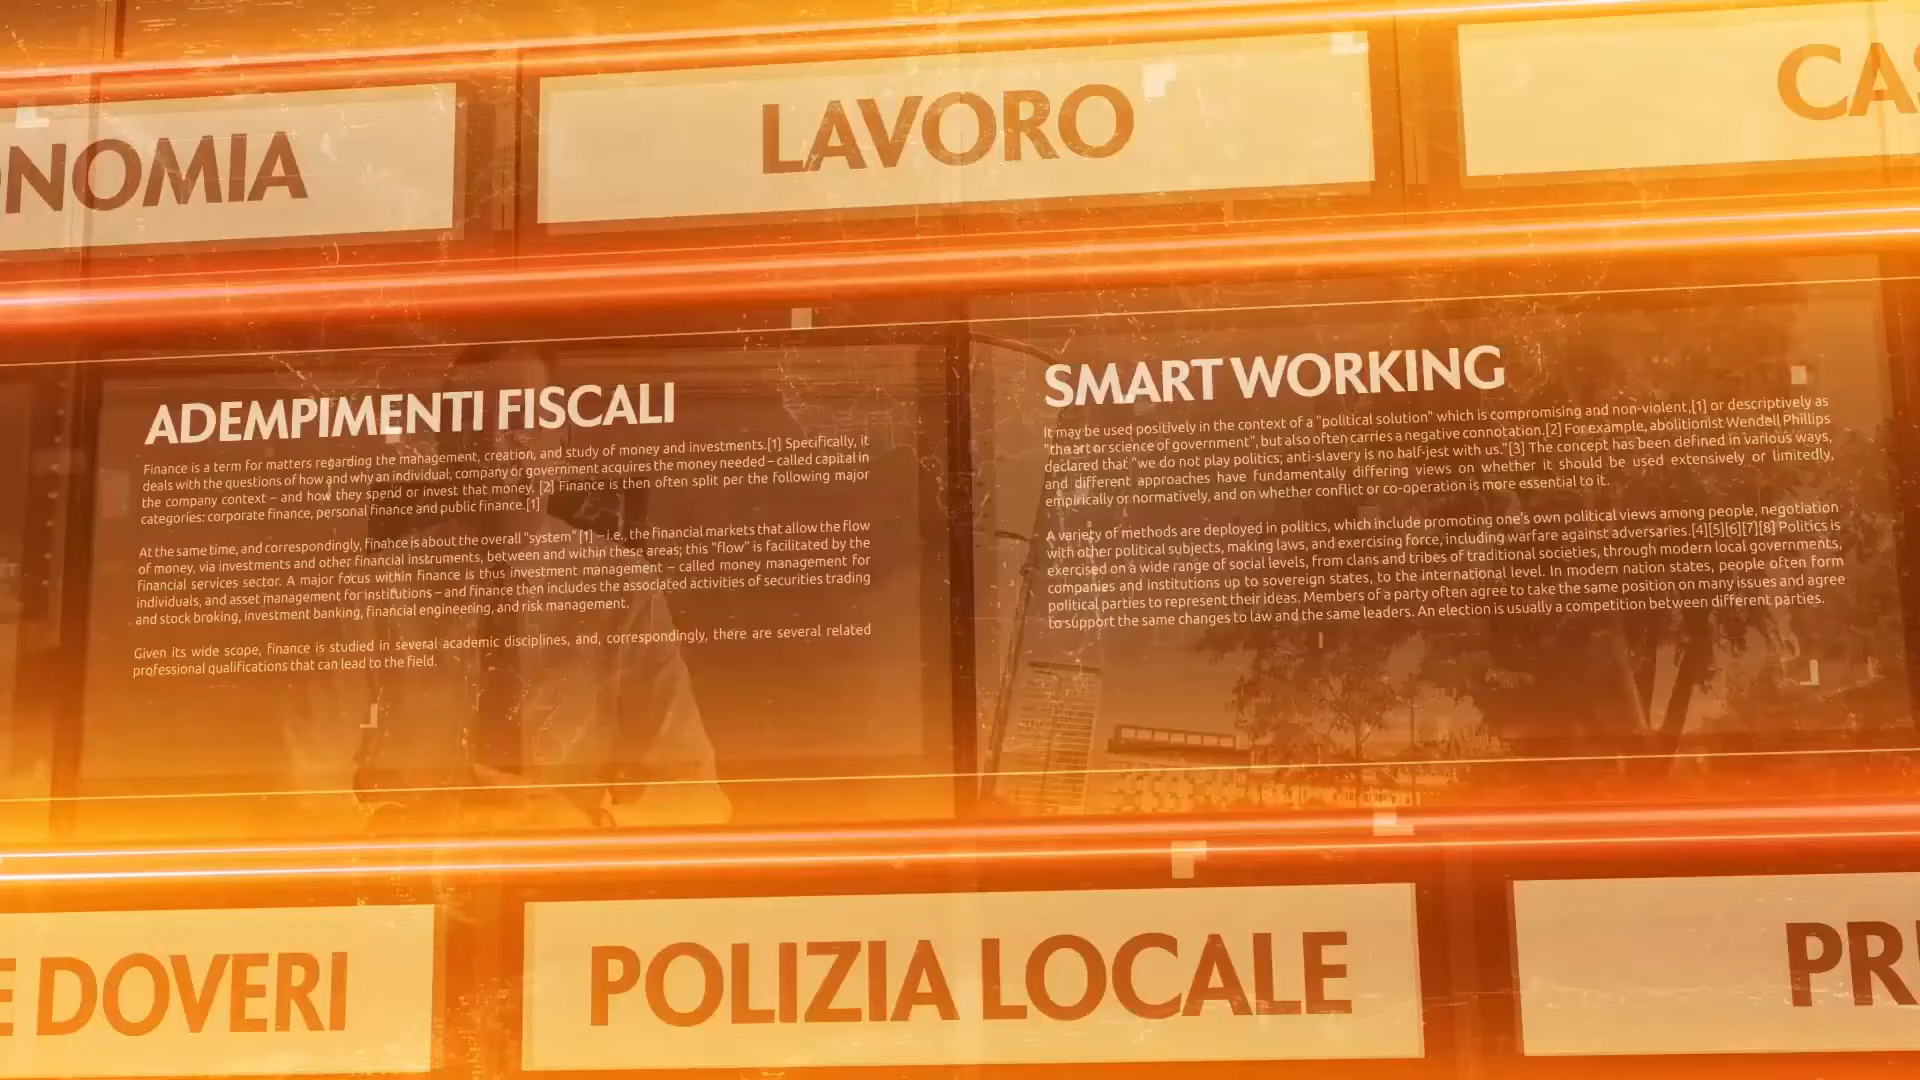 NOMIA
LAVORO
CAS
ADEMPIMENTI FISCALI
Finance is a term for matters regarding the management, creation, and study of money and investments.[1] Specifically, it
deals with the questions of how and why an individual, company or government acquires the money needed – called capital in
the company context – and how they spend or invest that money. [2] Finance is then often split per the following major
categories: corporate finance, personal finance and public finance.[1]
At the same time, and correspondingly, finance is about the overall "system" [1] – i.e., the financial markets that allow the flow
of money, via investments and other financial instruments, between and within these areas; this "flow" is facilitated by the
financial services sector. A major focus within finance is thus investment management – called money management for
individuals, and asset management for institutions – and finance then includes the associated activities of securities trading
and stock broking, investment banking, financial engineering, and risk management.
Given its wide scope, finance is studied in several academic disciplines, and, correspondingly, there are several related
professional qualifications that can lead to the field.
SMART WORKING
It may be used positively in the context of a "political solution" which is compromising and non-violent,[1] or descriptively as
"the art or science of government", but also often carries a negative connotation.[2] For example, abolitionist Wendell Phillips
declared that "we do not play politics; anti-slavery is no half-jest with us."[3] The concept has been defined in various ways,
and different approaches have fundamentally differing views on whether it should be used extensively or limitedly,
empirically or normatively, and on whether conflict or co-operation is more essential to it.
A variety of methods are deployed in politics, which include promoting one's own political views among people, negotiation
with other political subjects, making laws, and exercising force, including warfare against adversaries.[4][5][6][7][8] Politics is
exercised on a wide range of social levels, from clans and tribes of traditional societies, through modern local governments,
companies and institutions up to sovereign states, to the international level. In modern nation states, people often form
political parties to represent their ideas. Members of a party often agree to take the same position on many issues and agree
to support the same changes to law and the same leaders. An election is usually a competition between different parties.
E DOVERI
POLIZIA LOCALE
PRI